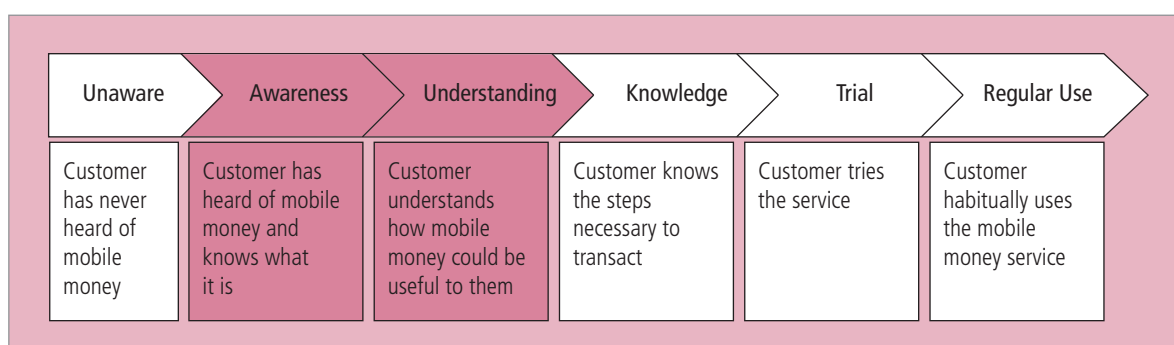 Unaware
Awareness
Understanding
Knowledge
Trial
Regular Use
Customer
has never
heard of
mobile
money
Customer has
heard of mobile
money and
knows what
it is
Customer
understands
how mobile
money could be
useful to them
Customer knows
the steps
necessary to
transact
Customer tries
the service
Customer
habitually uses
the mobile
money service